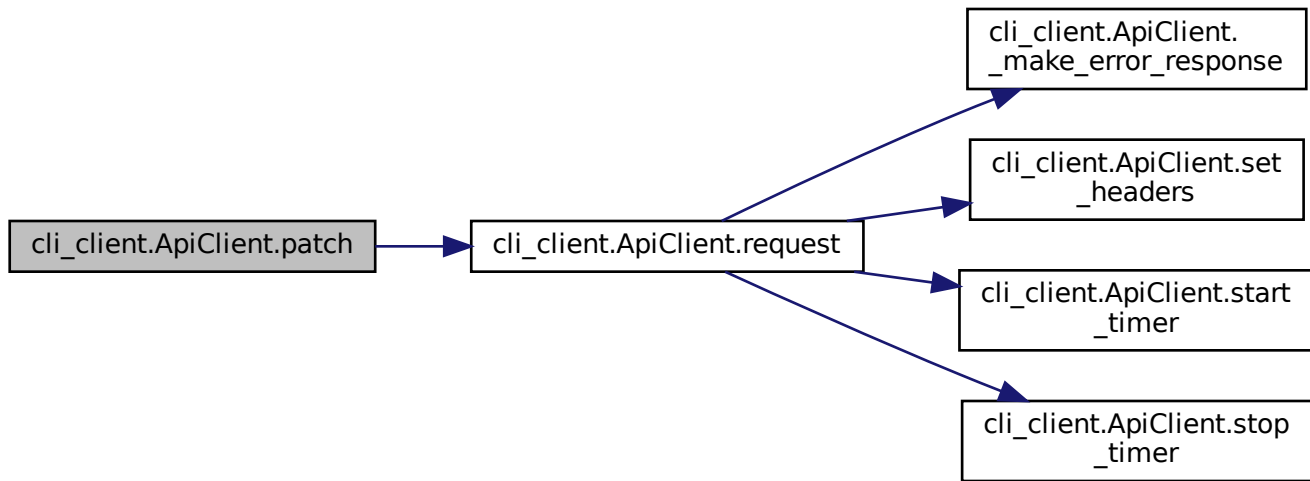 cli_client.ApiClient.patch
cli_client.ApiClient.request
cli_client.ApiClient.
_make_error_response
cli_client.ApiClient.set
_headers
cli_client.ApiClient.start
_timer
cli_client.ApiClient.stop
_timer